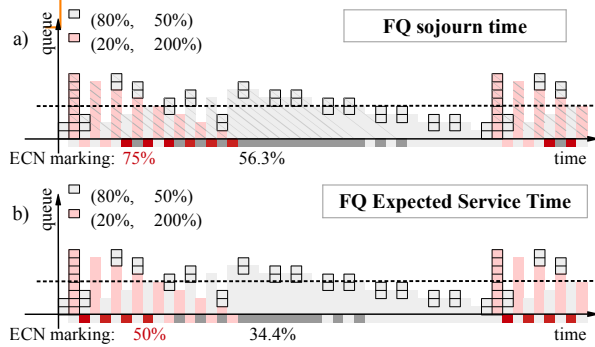 a)
queue
(80%, 50%)
(20%, 200%)
FQ sojourn time
ECN marking: 75% 56.3% time
b)
queue
(80%, 50%)
(20%, 200%)
FQ Expected Service Time
ECN marking: 50% 34.4% time